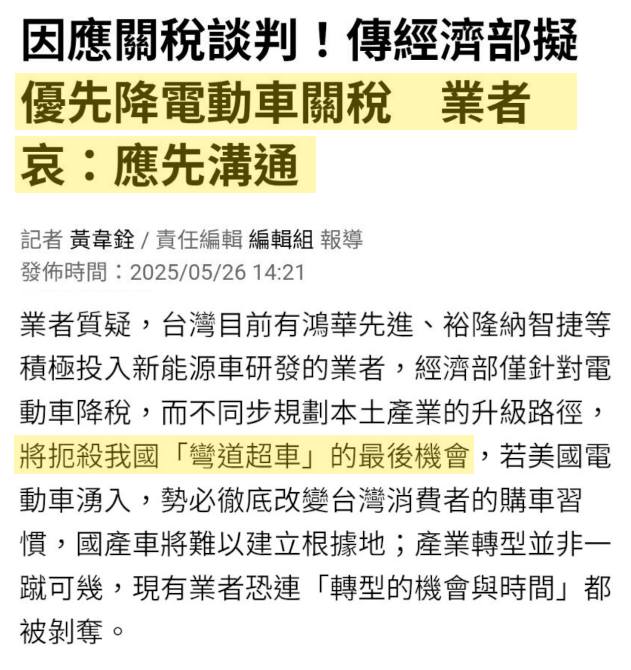 因應關稅談判！傳經濟部擬
優先降電動車關稅　業者
哀：應先溝通
記者 黃韋銓 / 責任編輯 編輯組 報導
發佈時間：2025/05/26 14:21
業者質疑，台灣目前有鴻華先進、裕隆納智捷等
積極投入新能源車研發的業者，經濟部僅針對電
動車降稅，而不同步規劃本土產業的升級路徑，
將扼殺我國「彎道超車」的最後機會，若美國電
動車湧入，勢必徹底改變台灣消費者的購車習
慣，國產車將難以建立根據地；產業轉型並非一
蹴可幾，現有業者恐連「轉型的機會與時間」都
被剝奪。